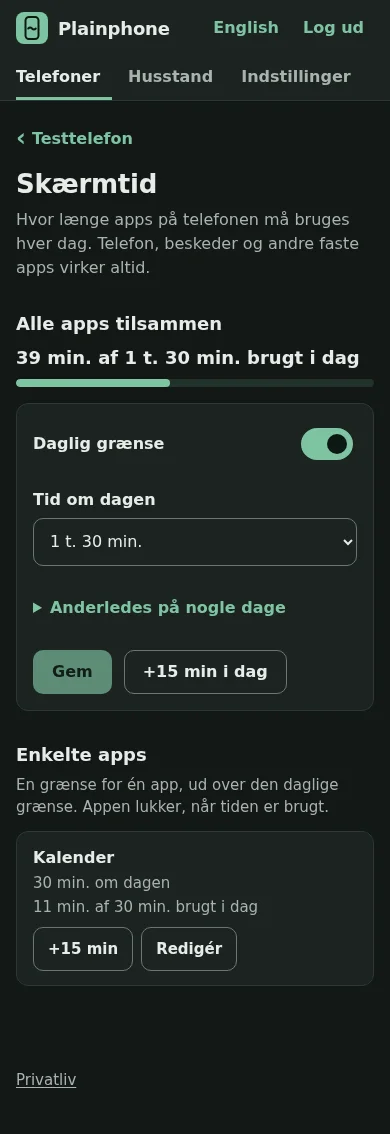 Plainphone
English
Log ud
Telefoner
Husstand
Indstillinger
‹ Testtelefon
Skærmtid
Hvor længe apps på telefonen må bruges
hver dag. Telefon, beskeder og andre faste
apps virker altid.
Alle apps tilsammen
39 min. af 1 t. 30 min. brugt i dag
Daglig grænse
Tid om dagen
1 t. 30 min.
Anderledes på nogle dage
Gem
+15 min i dag
Enkelte apps
En grænse for én app, ud over den daglige
grænse. Appen lukker, når tiden er brugt.
Kalender
30 min. om dagen
11 min. af 30 min. brugt i dag
+15 min
Redigér
Privatliv